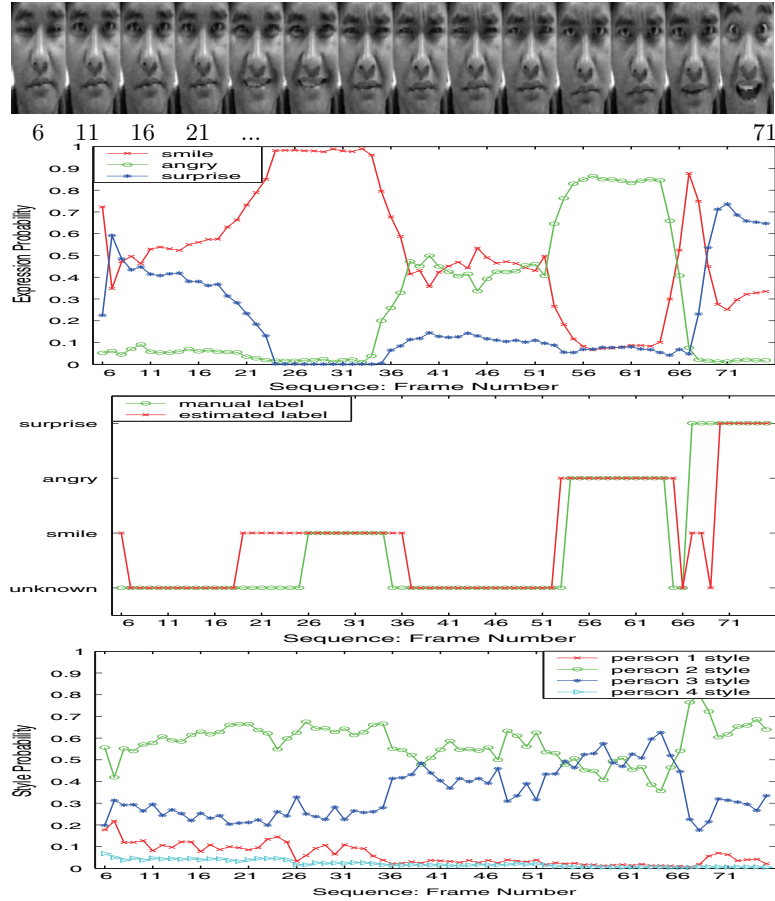 6 11 16 21 ... 71
smile
angry
surprise
1
0.9
0.8
0.7
0.6
0.5
0.4
0.3
0.2
0.1
0
Expression Probability
6 11 16 21 26 31 36 41 46 51 56 61 66 71
Sequence: Frame Number
manual label
estimated label
surprise
angry
smile
unknown
6 11 16 21 26 31 36 41 46 51 56 61 66 71
Sequence: Frame Number
person 1 style
person 2 style
person 3 style
person 4 style
1
0.9
0.8
0.7
0.6
0.5
0.4
0.3
0.2
0.1
0
Style Probability
6 11 16 21 26 31 36 41 46 51 56 61 66 71
Sequence: Frame Number